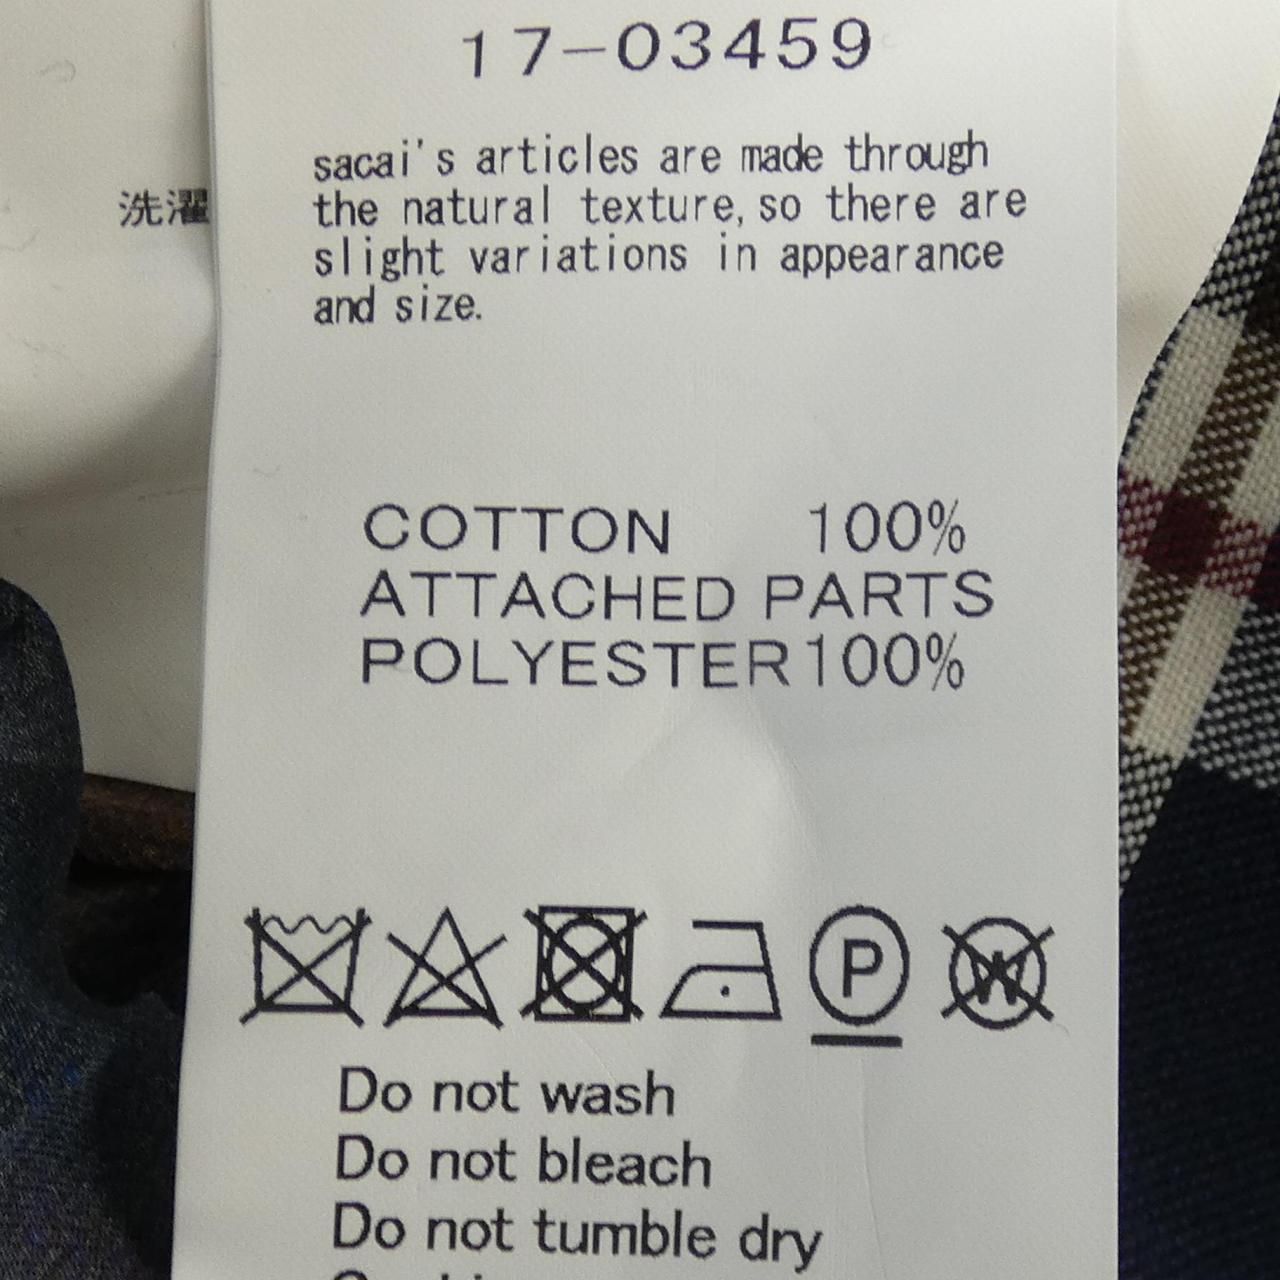 17-03459
sacai's articles are made through
the natural texture, so there are
slight variations in appearance
and size.
洗濯
COTTON 100%
ATTACHED PARTS
POLYESTER 100%
P
W
Do not wash
Do not bleach
Do not tumble dry